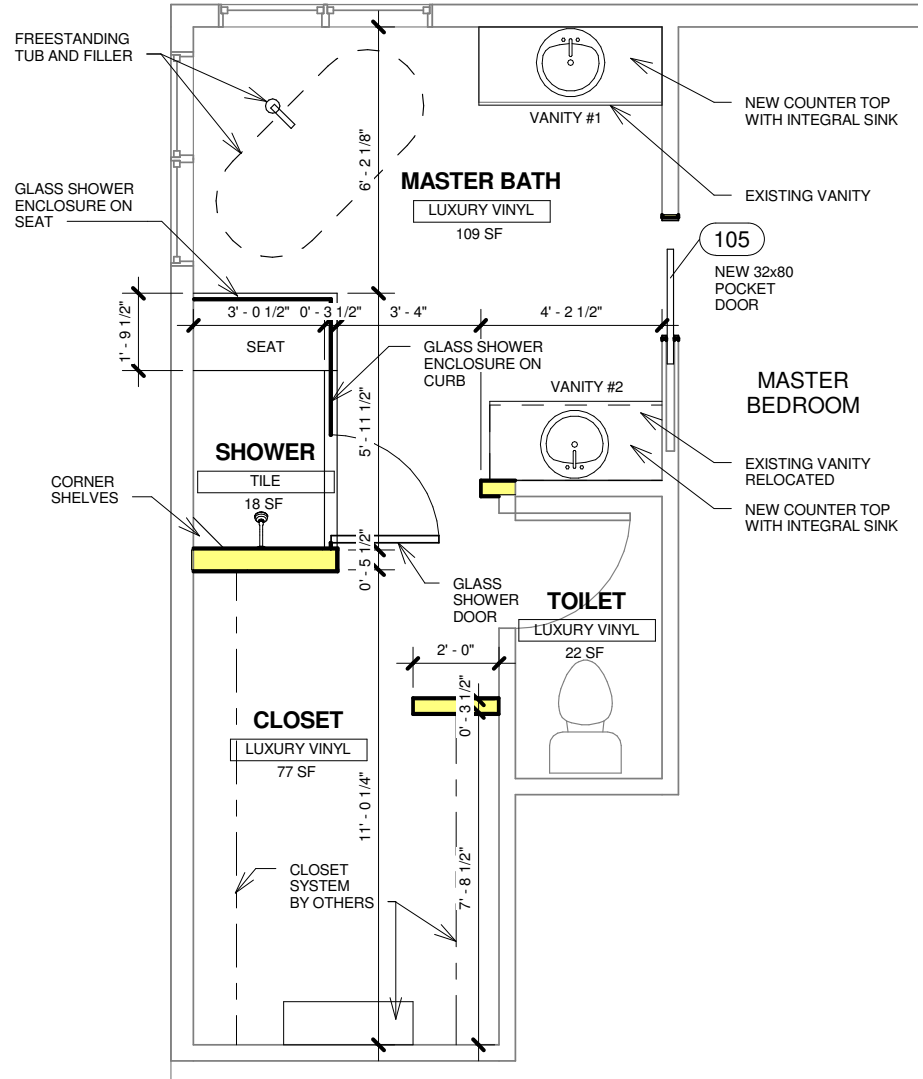 FREESTANDING
TUB AND FILLER
VANITY #1
NEW COUNTER TOP
WITH INTEGRAL SINK
6' - 2 1/8"
MASTER BATH
LUXURY VINYL
109 SF
EXISTING VANITY
GLASS SHOWER
ENCLOSURE ON
SEAT
105
NEW 32x80
POCKET
DOOR
1' - 9 1/2"
3' - 0 1/2"
0' - 3 1/2"
3' - 4"
4' - 2 1/2"
SEAT
GLASS SHOWER
ENCLOSURE ON
CURB
VANITY #2
MASTER
BEDROOM
5' - 11 1/2"
SHOWER
TILE
18 SF
CORNER
SHELVES
EXISTING VANITY
RELOCATED
NEW COUNTER TOP
WITH INTEGRAL SINK
0' - 5 1/2"
GLASS
SHOWER
DOOR
TOILET
LUXURY VINYL
22 SF
2' - 0"
0' - 3 1/2"
CLOSET
LUXURY VINYL
77 SF
11' - 0 1/4"
7' - 8 1/2"
CLOSET
SYSTEM
BY OTHERS